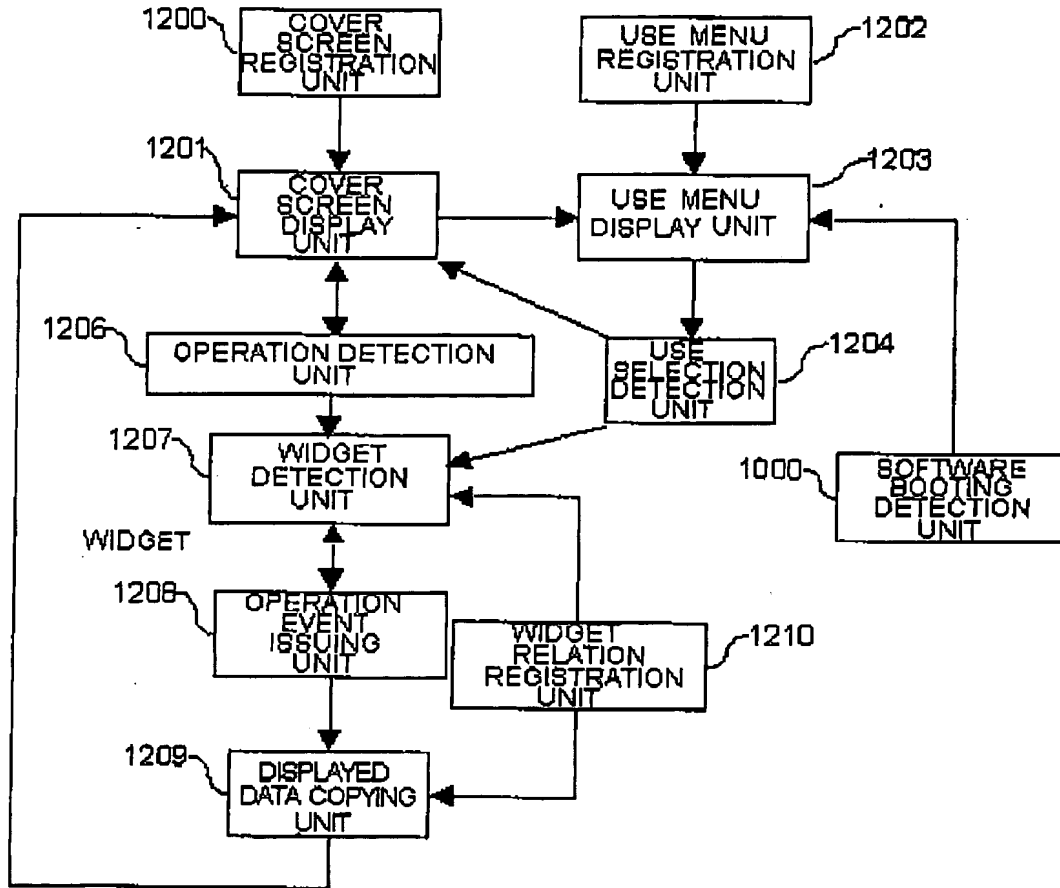 1200
COVER
SCREEN
REGISTRATION
UNIT
USE MENU
REGISTRATION
UNIT
1202
1201
COVER
SCREEN
DISPLAY
UNIT
USE MENU
DISPLAY UNIT
1203
1206
OPERATION DETECTION
UNIT
USE
SELECTION
DETECTION
UNIT
1204
1207
WIDGET
DETECTION
UNIT
1000
SOFTWARE
BOOTING
DETECTION
UNIT
WIDGET
1208
OPERATION
EVENT
ISSUING
UNIT
WIDGET
RELATION
REGISTRATION
UNIT
1210
1209
DISPLAYED
DATA COPYING
UNIT